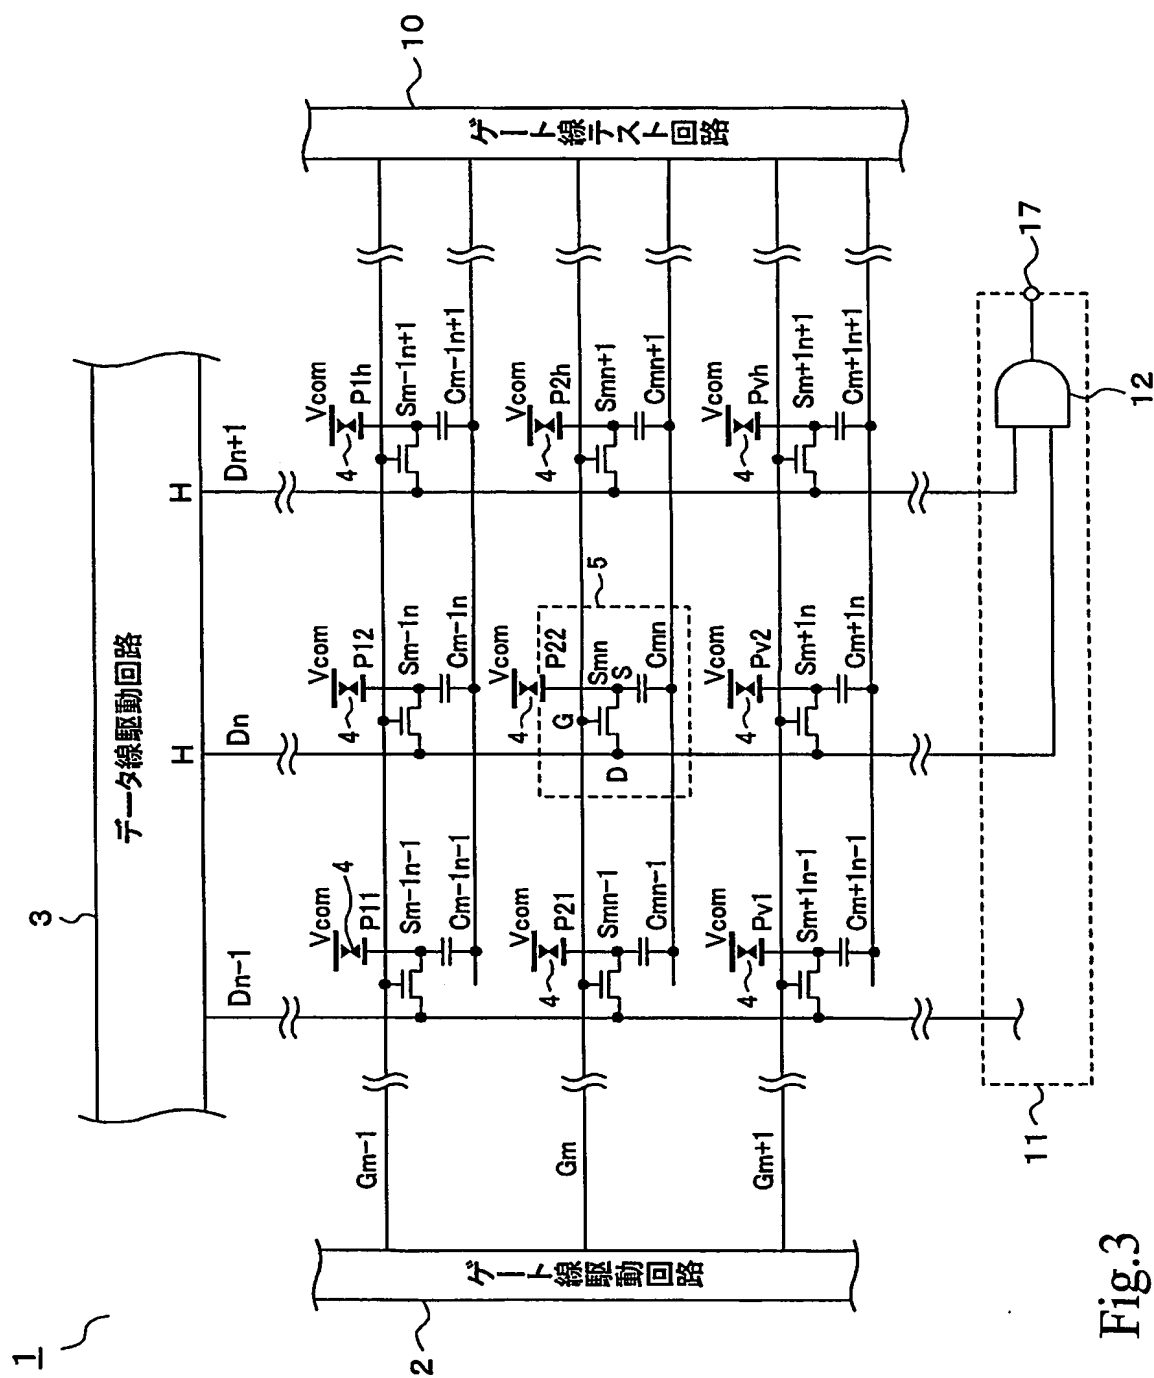 1
3
データ線駆動回路
H
H
Dn-1
Dn
Dn+1
2
ゲート線駆動回路
10
ゲート線テスト回路
Gm-1
Vcom
4
P11
Sm-1n-1
Cm-1n-1
Vcom
4
P12
Sm-1n
Cm-1n
Vcom
4
P1h
Sm-1n+1
Cm-1n+1
Gm
Vcom
4
P21
Smn-1
Cmn-1
Vcom
4
P22
G
Smn
S
D
Cmn
5
Vcom
4
P2h
Smn+1
Cmn+1
Gm+1
Vcom
4
Pv1
Sm+1n-1
Cm+1n-1
Vcom
4
Pv2
Sm+1n
Cm+1n
Vcom
4
Pvh
Sm+1n+1
Cm+1n+1
11
12
17
Fig.3